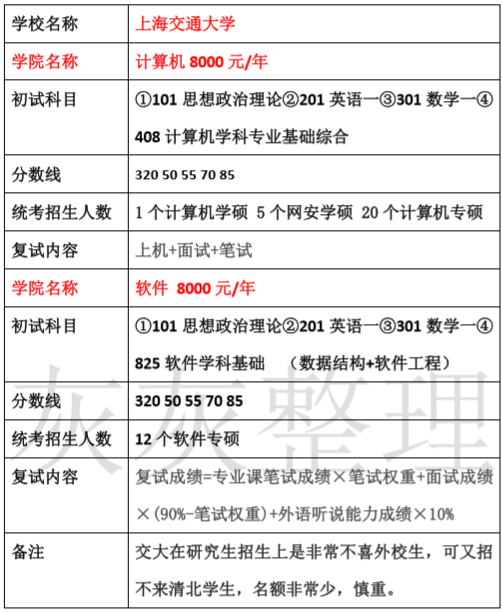 学校名称 上海交通大学
学院名称 计算机 8000 元/年
初试科目 ①101 思想政治理论②201 英语一③301 数学一④
408 计算机学科专业基础综合
分数线 320 50 55 70 85
统考招生人数 1 个计算机学硕 5 个网安学硕 20 个计算机专硕
复试内容 上机+面试+笔试
学院名称 软件 8000 元/年
初试科目 ①101 思想政治理论②201 英语一③301 数学一④
825 软件学科基础 （数据结构+软件工程）
分数线 320 50 55 70 85
统考招生人数 12 个软件专硕
复试内容 复试成绩=专业课笔试成绩×笔试权重+面试成绩
×(90%-笔试权重)+外语听说能力成绩×10%
备注 交大在研究生招生上是非常不喜外校生，可又招
不来清北学生，名额非常少，慎重。
灰灰整理